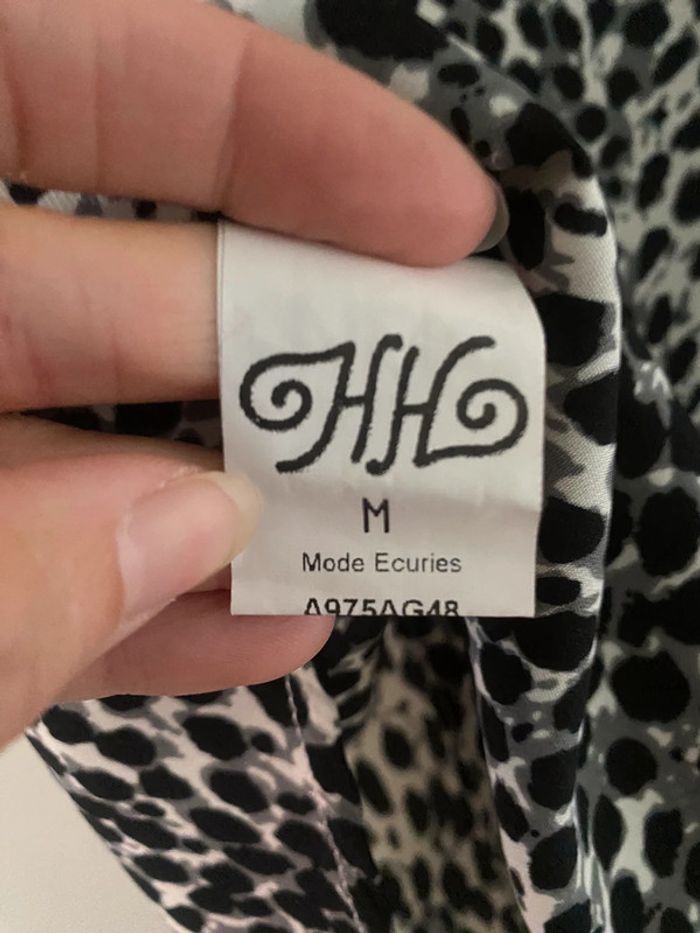 HH
M
Mode Ecuries
A975AG48